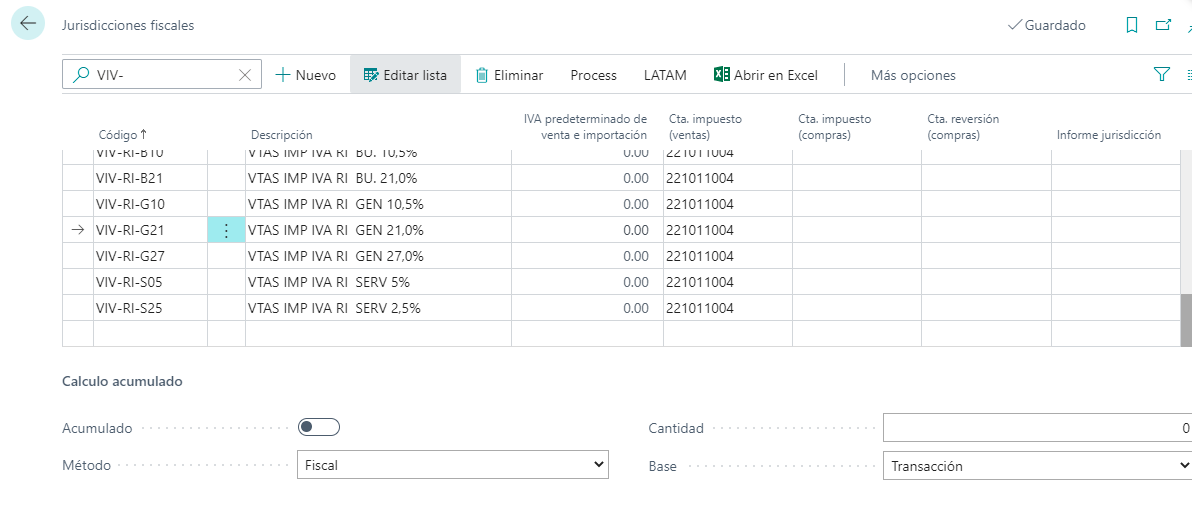 Jurisdicciones fiscales
Guardado
VIV-
Nuevo
Editar lista
Eliminar
Process
LATAM
Abrir en Excel
Más opciones
Código ↑
Descripción
IVA predeterminado de
venta e importación
Cta. impuesto
(ventas)
Cta. impuesto
(compras)
Cta. reversión
(compras)
Informe jurisdicción
VIV-RI-B10 VTAS IMP IVA RI  BU. 10,5% 0.00 221011004
VIV-RI-B21 VTAS IMP IVA RI  BU. 21,0% 0.00 221011004
VIV-RI-G10 VTAS IMP IVA RI  GEN 10,5% 0.00 221011004
VIV-RI-G21 VTAS IMP IVA RI  GEN 21,0% 0.00 221011004
VIV-RI-G27 VTAS IMP IVA RI  GEN 27,0% 0.00 221011004
VIV-RI-S05 VTAS IMP IVA RI  SERV 5% 0.00 221011004
VIV-RI-S25 VTAS IMP IVA RI  SERV 2,5% 0.00 221011004
Calculo acumulado
Acumulado
Cantidad 0
Método Fiscal
Base Transacción